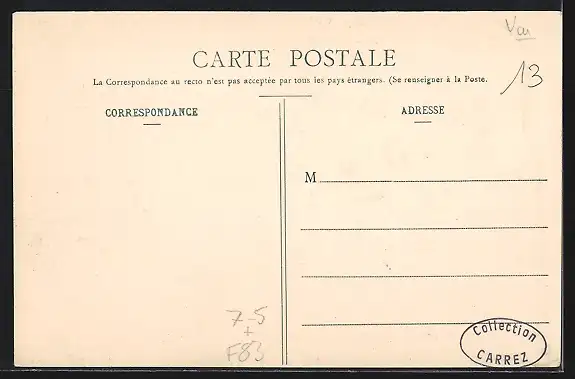 Var
CARTE POSTALE
13
La Correspondance au recto n'est pas acceptée par tous les pays étrangers. (Se renseigner à la Poste.
CORRESPONDANCE
ADRESSE
M
7-5
+
F83
Collection
CARREZ